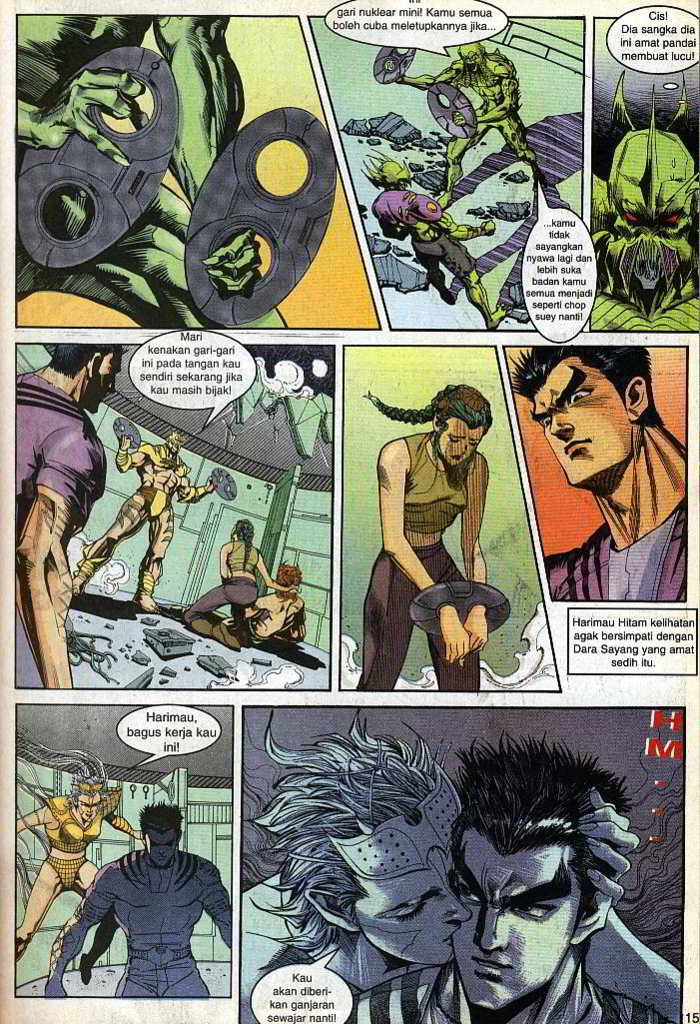 ini
gari nuklear mini! Kamu semua
boleh cuba meletupkannya jika...
Cis!
Dia sangka dia
ini amat pandai
membuat lucu!
...kamu
tidak
sayangkan
nyawa lagi dan
lebih suka
badan kamu
semua menjadi
seperti chop
suey nanti!
Mari
kenakan gari-gari
ini pada tangan kau
sendiri sekarang jika
kau masih bijak!
Harimau Hitam kelihatan
agak bersimpati dengan
Dara Sayang yang amat
sedih itu.
Harimau,
bagus kerja kau
ini!
HM...!!
Kau
akan diberi-
kan ganjaran
sewajar nanti!
15